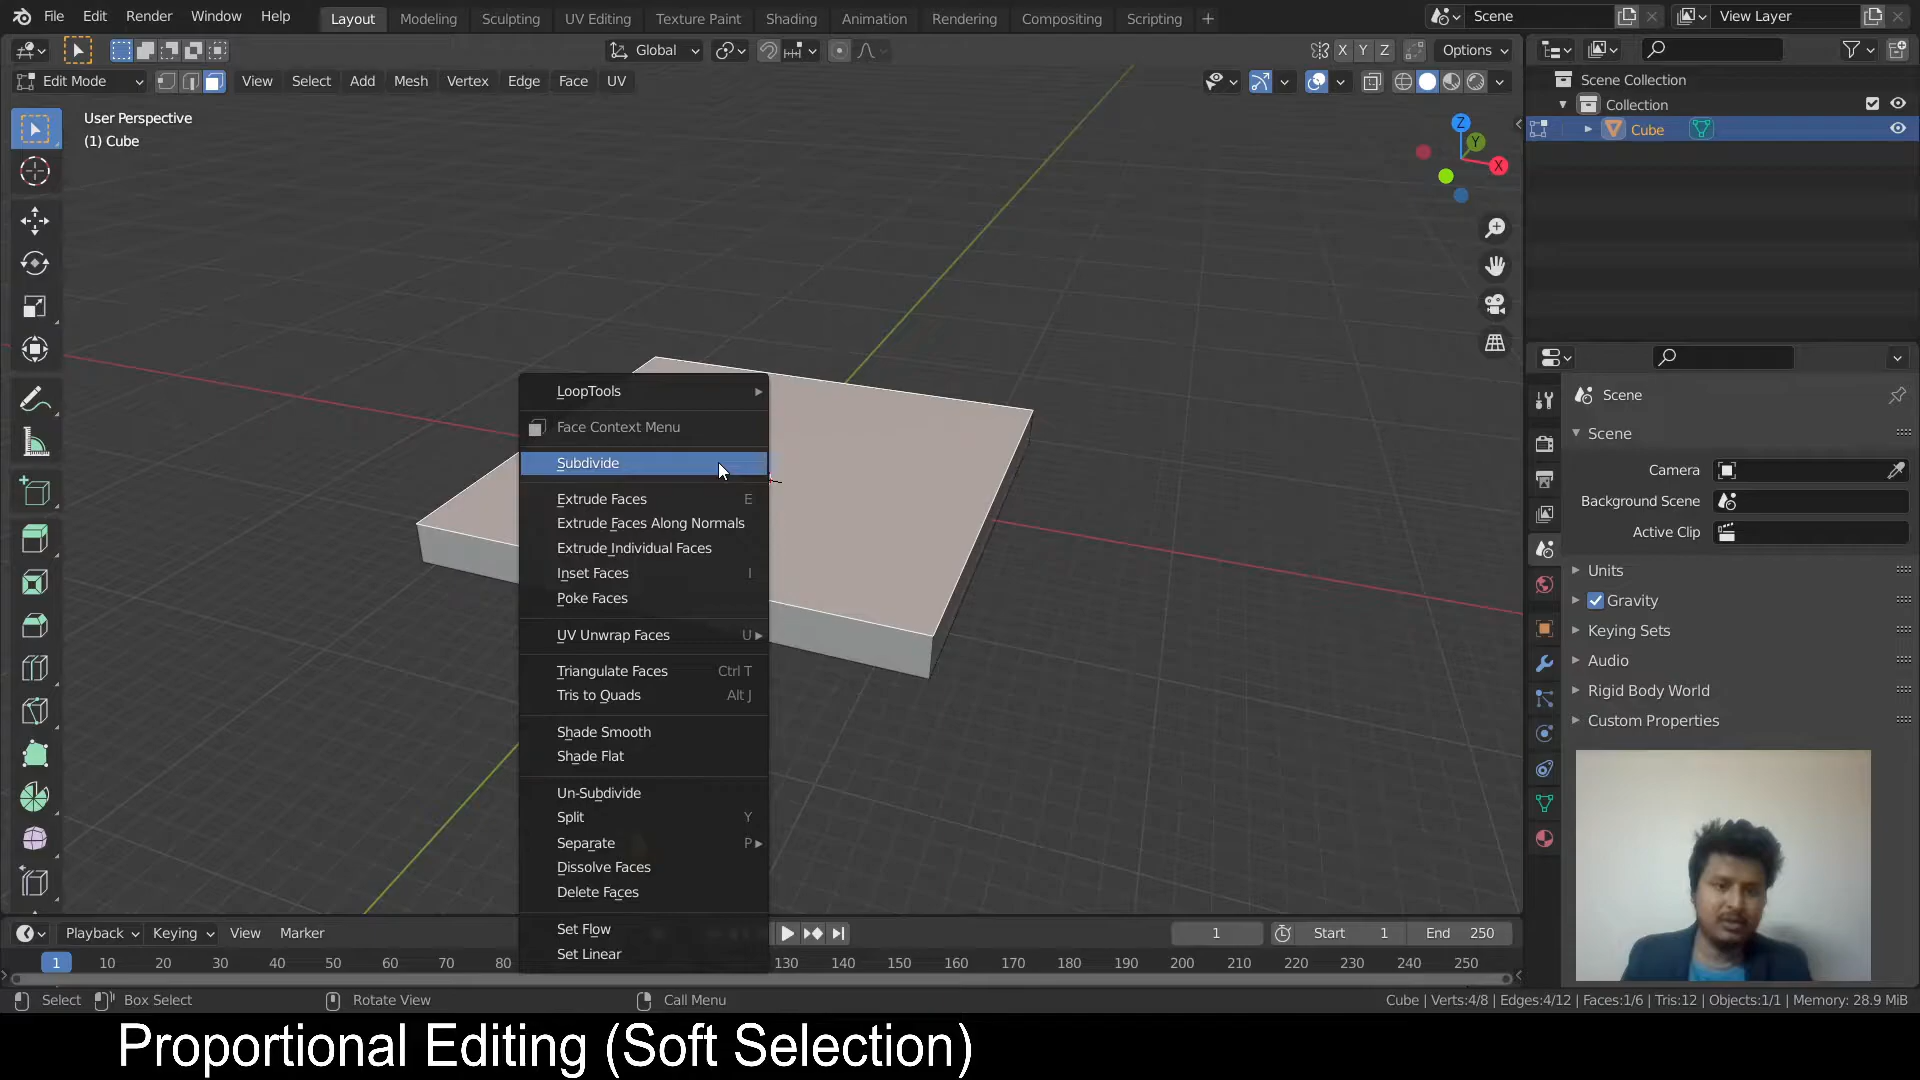 File Edit Render Window Help Layout Modeling Sculpting UV Editing Texture Paint Shading Animation Rendering Compositing Scripting + Scene View Layer
Global X Y Z Options
Edit Mode View Select Add Mesh Vertex Edge Face UV
Scene Collection
Collection
Cube
User Perspective
(1) Cube
Z
Y
X
LoopTools
Face Context Menu
Subdivide
Extrude Faces E
Extrude Faces Along Normals
Extrude Individual Faces
Inset Faces I
Poke Faces
UV Unwrap Faces U
Triangulate Faces Ctrl T
Tris to Quads Alt J
Shade Smooth
Shade Flat
Un-Subdivide
Split Y
Separate P
Dissolve Faces
Delete Faces
Set Flow
Set Linear
Scene
Scene
Camera
Background Scene
Active Clip
Units
Gravity
Keying Sets
Audio
Rigid Body World
Custom Properties
Playback Keying View Marker 1 Start 1 End 250
1 10 20 30 40 50 60 70 80 130 140 150 160 170 180 190 200 210 220 230 240 250
Select Box Select Rotate View Call Menu Cube | Verts:4/8 | Edges:4/12 | Faces:1/6 | Tris:12 | Objects:1/1 | Memory: 28.9 MiB
Proportional Editing (Soft Selection)